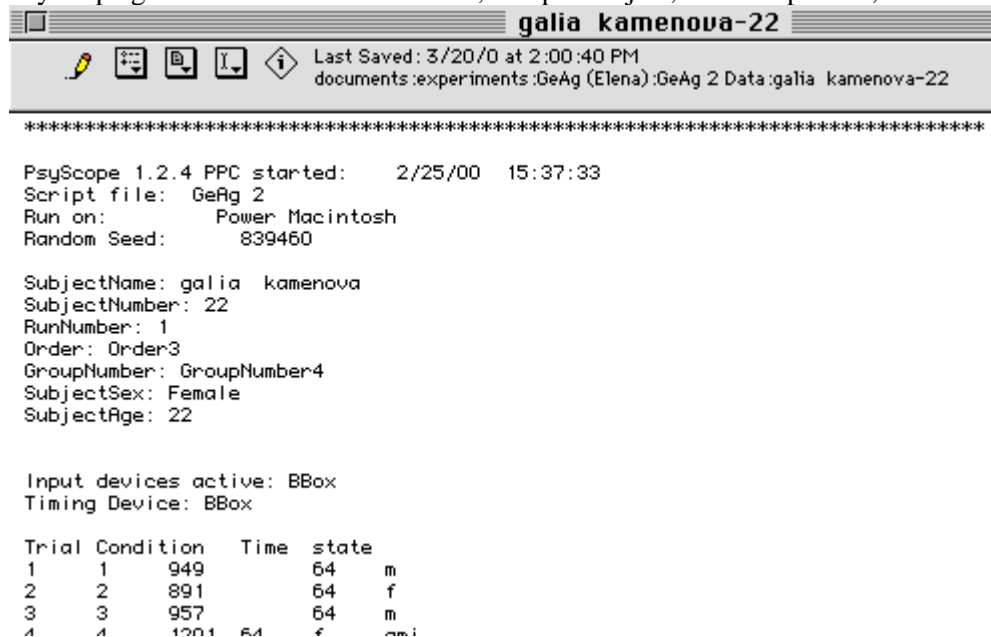 galia kamenova-22
Last Saved: 3/20/0 at 2:00:40 PM
documents:experiments:GeAg (Elena):GeAg 2 Data:galia kamenova-22
********************************************************************************
PsyScope 1.2.4 PPC started: 2/25/00 15:37:33
Script file: GeAg 2
Run on: Power Macintosh
Random Seed: 839460
SubjectName: galia kamenova
SubjectNumber: 22
RunNumber: 1
Order: Order3
GroupNumber: GroupNumber4
SubjectSex: Female
SubjectAge: 22
Input devices active: BBox
Timing Device: BBox
Trial Condition Time state
1 1 949 64 m
2 2 891 64 f
3 3 957 64 m
4 4 1201 64 f